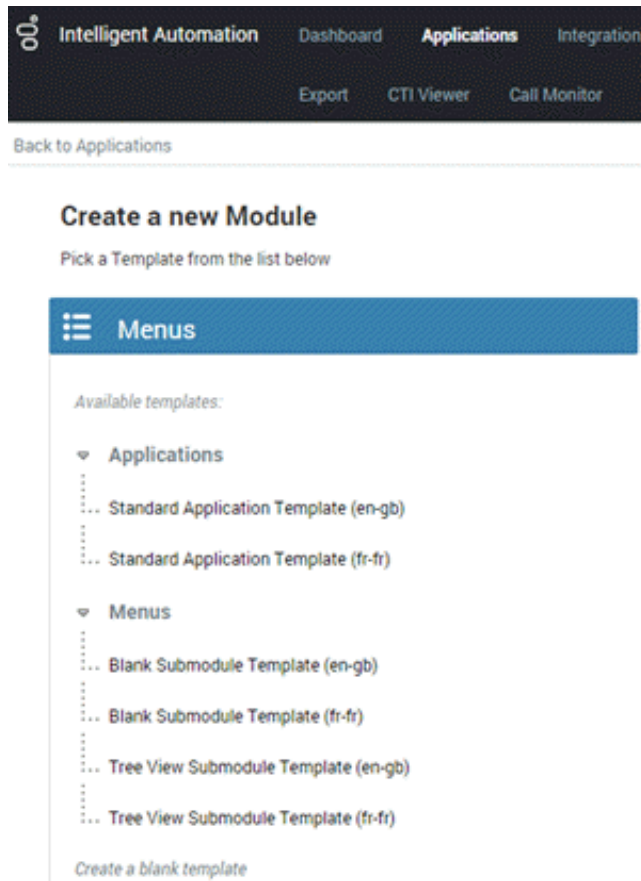 Intelligent Automation Dashboard Applications Integration
Export CTI Viewer Call Monitor
Back to Applications
Create a new Module
Pick a Template from the list below
Menus
Available templates:
Applications
Standard Application Template (en-gb)
Standard Application Template (fr-fr)
Menus
Blank Submodule Template (en-gb)
Blank Submodule Template (fr-fr)
Tree View Submodule Template (en-gb)
Tree View Submodule Template (fr-fr)
Create a blank template